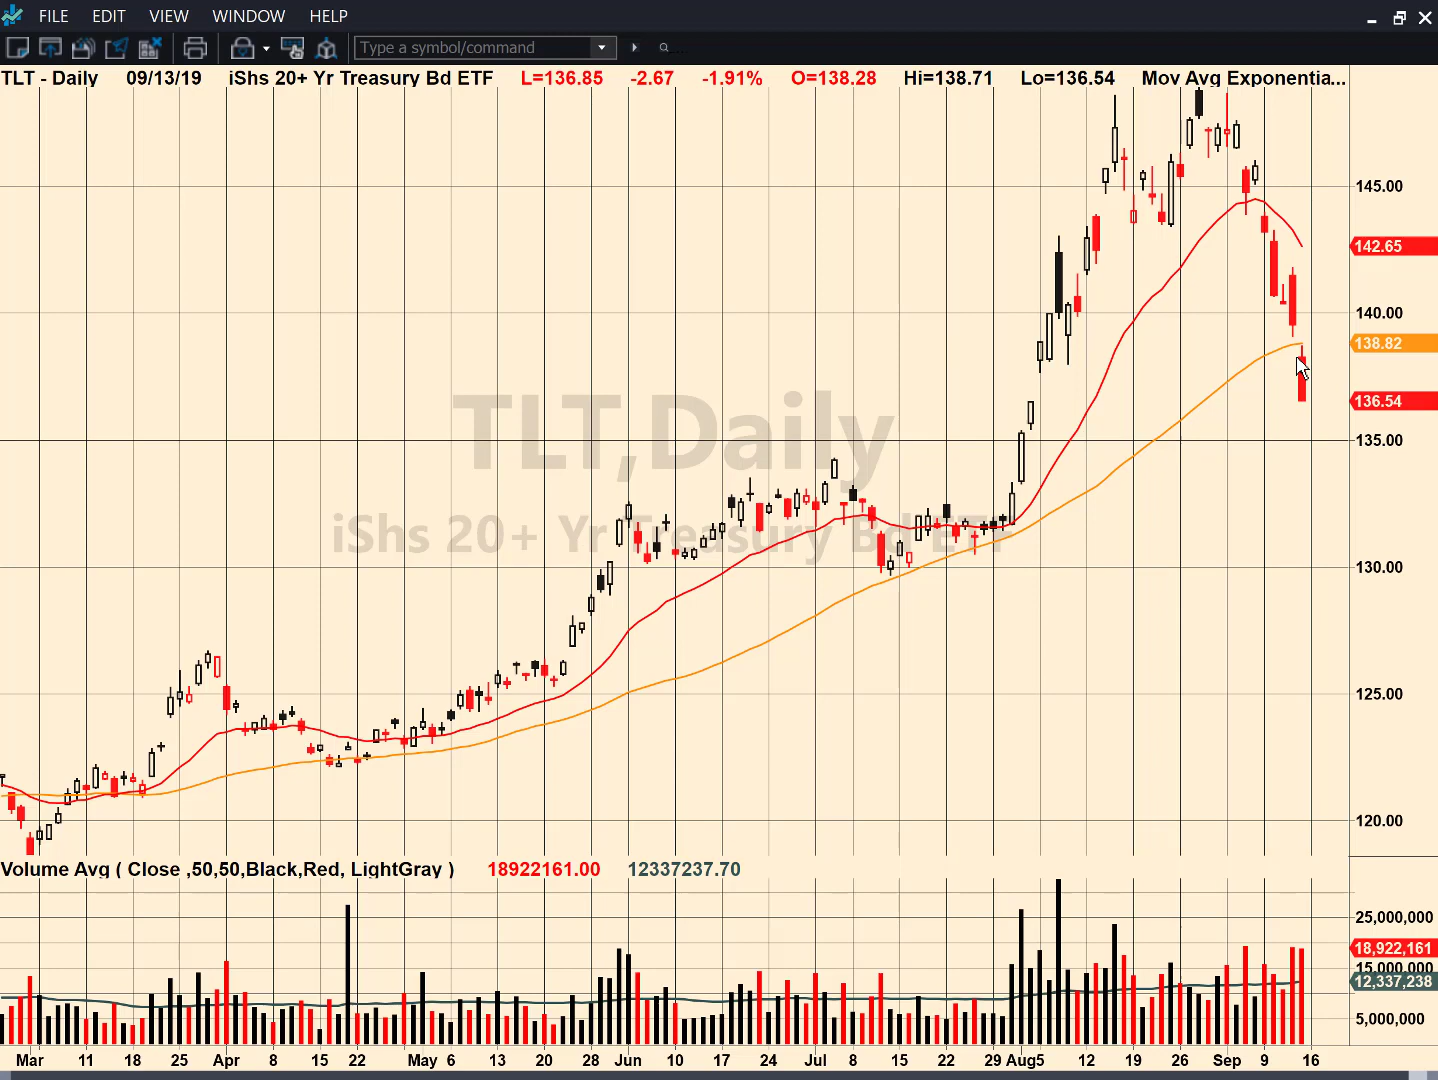 FILE EDIT VIEW WINDOW HELP
Type a symbol/command
TLT - Daily 09/13/19 iShs 20+ Yr Treasury Bd ETF L=136.85 -2.67 -1.91% O=138.28 Hi=138.71 Lo=136.54 Mov Avg Exponentia...
145.00
142.65
140.00
138.82
136.54
135.00
TLT,Daily
iShs 20+ Yr Treasury Bd ETF
130.00
125.00
120.00
Volume Avg ( Close ,50,50,Black,Red, LightGray ) 18922161.00 12337237.70
25,000,000
18,922,161
15,000,000
12,337,238
5,000,000
Mar 11 18 25 Apr 8 15 22 May 6 13 20 28 Jun 10 17 24 Jul 8 15 22 29 Aug5 12 19 26 Sep 9 16